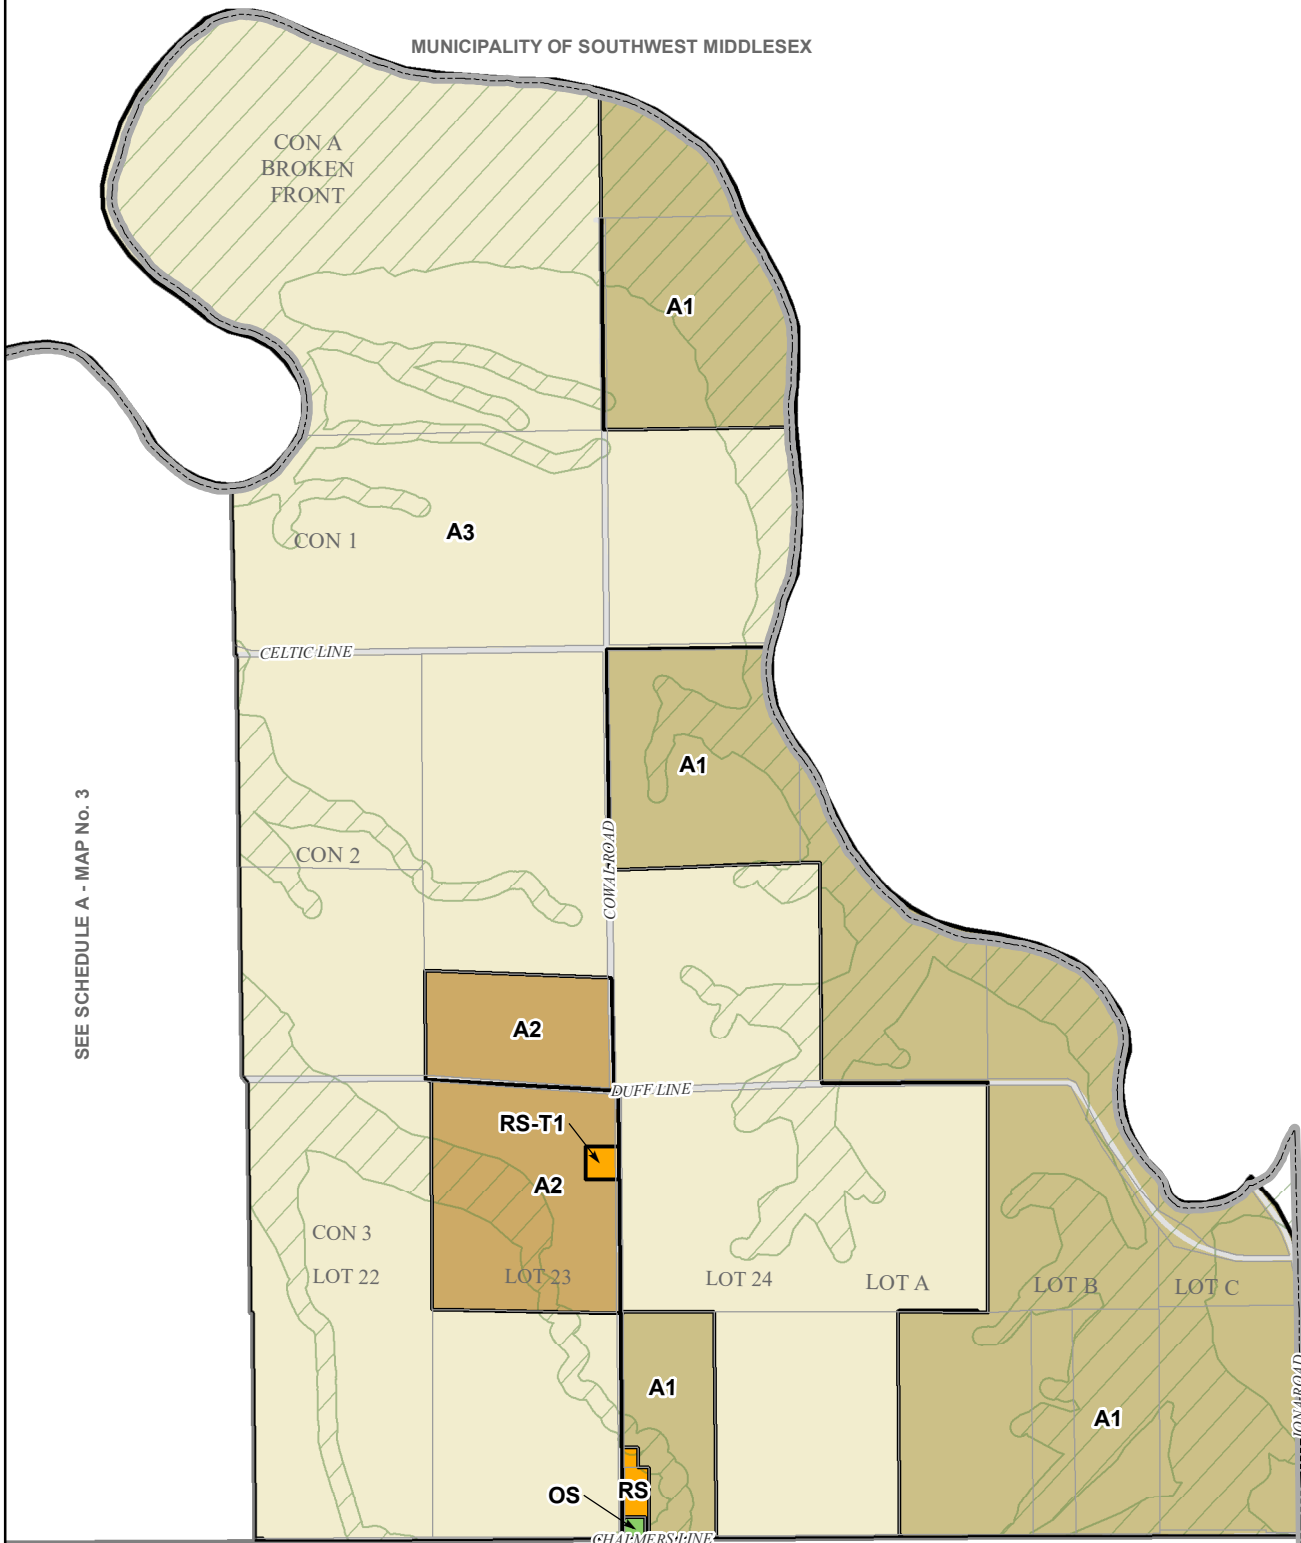 MUNICIPALITY OF SOUTHWEST MIDDLESEX
CON A
BROKEN
FRONT
A1
A3
CON 1
CELTIC LINE
A1
SEE SCHEDULE A - MAP No. 3
COWAL ROAD
CON 2
A2
DUFF LINE
RS-T1
A2
CON 3
LOT 22
LOT 23
LOT 24
LOT A
LOT B
LOT C
A1
A1
IONA ROAD
RS
OS
CHALMERS LINE